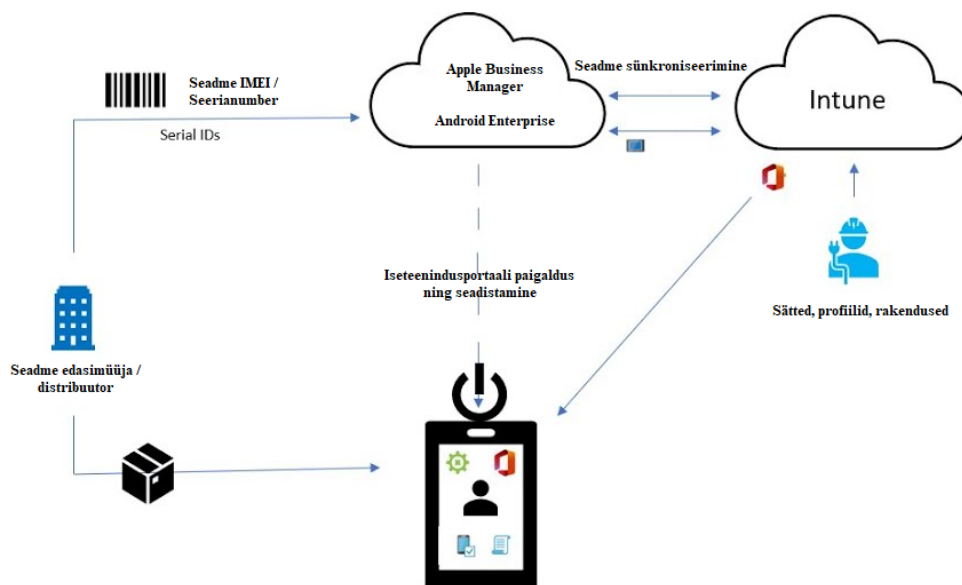 Seadme IMEI /
Seerianumber
Serial IDs
Apple Business
Manager
Android Enterprise
Seadme sünkroniseerimine
Intune
Iseteenindusportaali paigaldus
ning seadistamine
Sätted, profiilid, rakendused
Seadme edasimüüja /
distribuutor